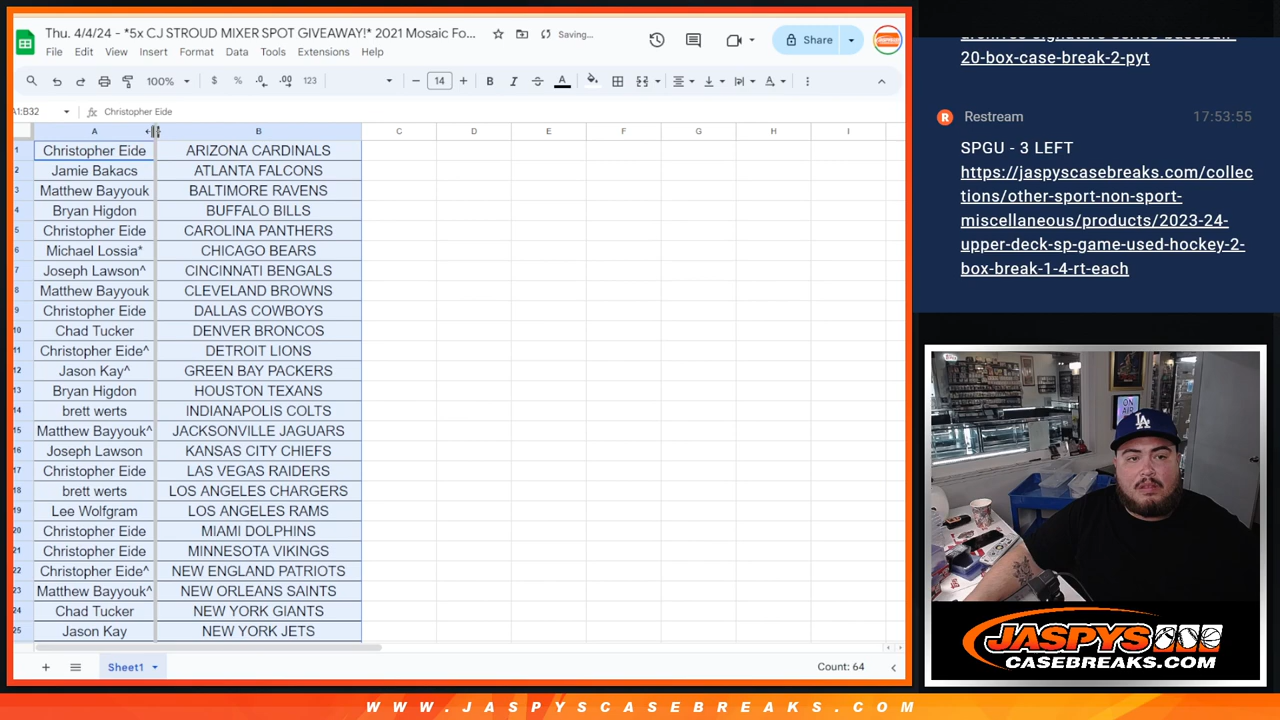 Thu. 4/4/24 - *5x CJ STROUD MIXER SPOT GIVEAWAY!* 2021 Mosaic Fo...
Saving...
File Edit View Insert Format Data Tools Extensions Help
Share
100% $ % .0 .00 123 14 B I S A
A1:B32 fx Christopher Eide
A B C D E F G H I
1 Christopher Eide ARIZONA CARDINALS
2 Jamie Bakacs ATLANTA FALCONS
3 Matthew Bayyouk BALTIMORE RAVENS
4 Bryan Higdon BUFFALO BILLS
5 Christopher Eide CAROLINA PANTHERS
6 Michael Lossia* CHICAGO BEARS
7 Joseph Lawson^ CINCINNATI BENGALS
8 Matthew Bayyouk CLEVELAND BROWNS
9 Christopher Eide DALLAS COWBOYS
10 Chad Tucker DENVER BRONCOS
11 Christopher Eide^ DETROIT LIONS
12 Jason Kay^ GREEN BAY PACKERS
13 Bryan Higdon HOUSTON TEXANS
14 brett werts INDIANAPOLIS COLTS
15 Matthew Bayyouk^ JACKSONVILLE JAGUARS
16 Joseph Lawson KANSAS CITY CHIEFS
17 Christopher Eide LAS VEGAS RAIDERS
18 brett werts LOS ANGELES CHARGERS
19 Lee Wolfgram LOS ANGELES RAMS
20 Christopher Eide MIAMI DOLPHINS
21 Christopher Eide MINNESOTA VIKINGS
22 Christopher Eide^ NEW ENGLAND PATRIOTS
23 Matthew Bayyouk^ NEW ORLEANS SAINTS
24 Chad Tucker NEW YORK GIANTS
25 Jason Kay NEW YORK JETS
Sheet1
Count: 64
20-box-case-break-2-pyt
Restream 17:53:55
SPGU - 3 LEFT
https://jaspyscasebreaks.com/collec
tions/other-sport-non-sport-
miscellaneous/products/2023-24-
upper-deck-sp-game-used-hockey-2-
box-break-1-4-rt-each
ON
AIR
LA
JASPYS
CASEBREAKS.COM
WWW.JASPYSCASEBREAKS.COM